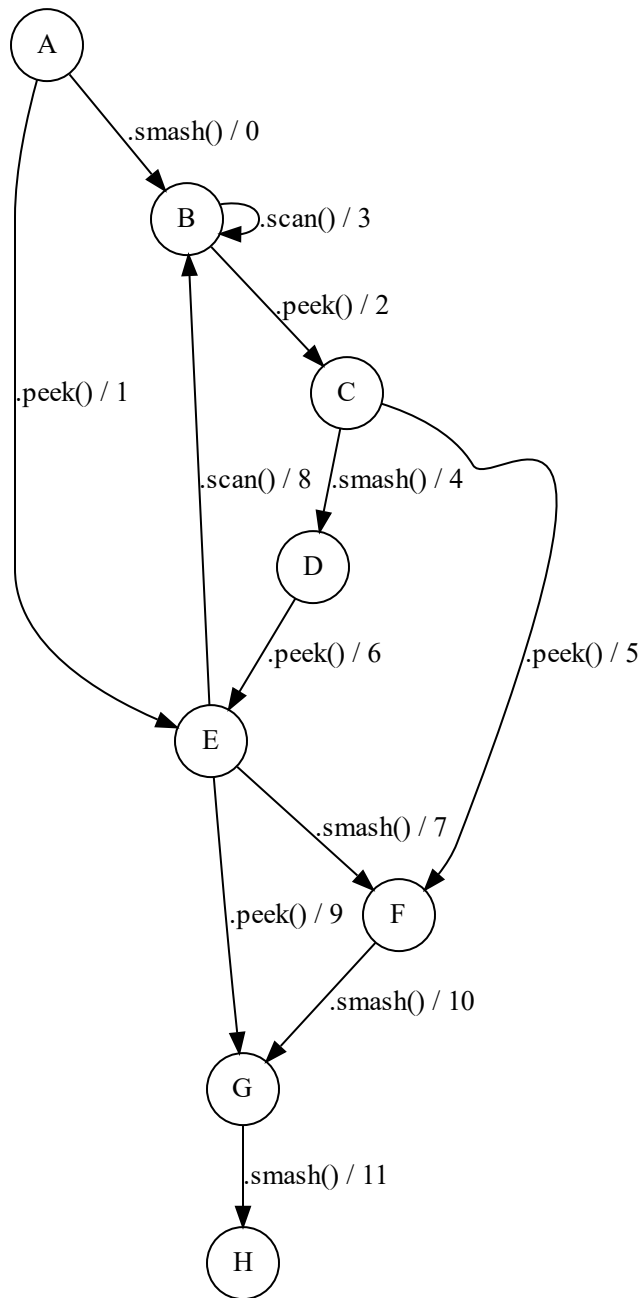 A
.smash() / 0
B
.scan() / 3
.peek() / 2
.peek() / 1
C
.scan() / 8
.smash() / 4
D
.peek() / 6
.peek() / 5
E
.smash() / 7
.peek() / 9
F
.smash() / 10
G
.smash() / 11
H